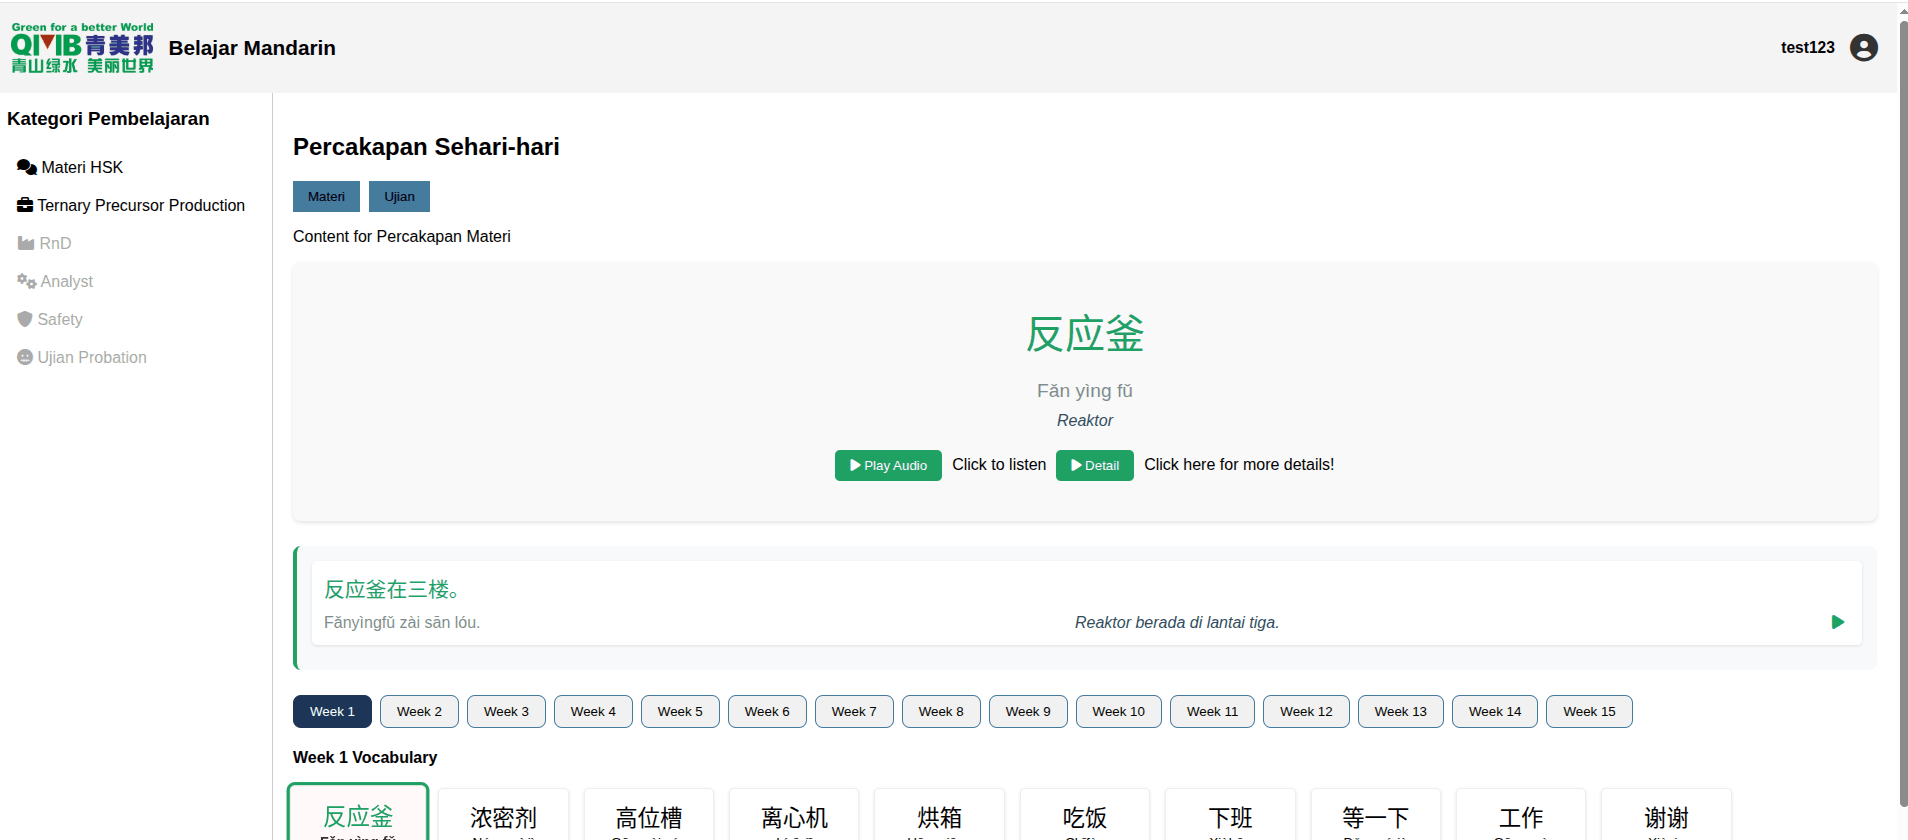 Green for a better World
QMB 青美邦
青山绿水 美丽世界
Belajar Mandarin
test123
Kategori Pembelajaran
Materi HSK
Ternary Precursor Production
RnD
Analyst
Safety
Ujian Probation
Percakapan Sehari-hari
Materi Ujian
Content for Percakapan Materi
反应釜
Fǎn yìng fǔ
Reaktor
Play Audio Click to listen Detail Click here for more details!
反应釜在三楼。
Fǎnyìngfǔ zài sān lóu. Reaktor berada di lantai tiga.
Week 1 Week 2 Week 3 Week 4 Week 5 Week 6 Week 7 Week 8 Week 9 Week 10 Week 11 Week 12 Week 13 Week 14 Week 15
Week 1 Vocabulary
反应釜 浓密剂 高位槽 离心机 烘箱 吃饭 下班 等一下 工作 谢谢